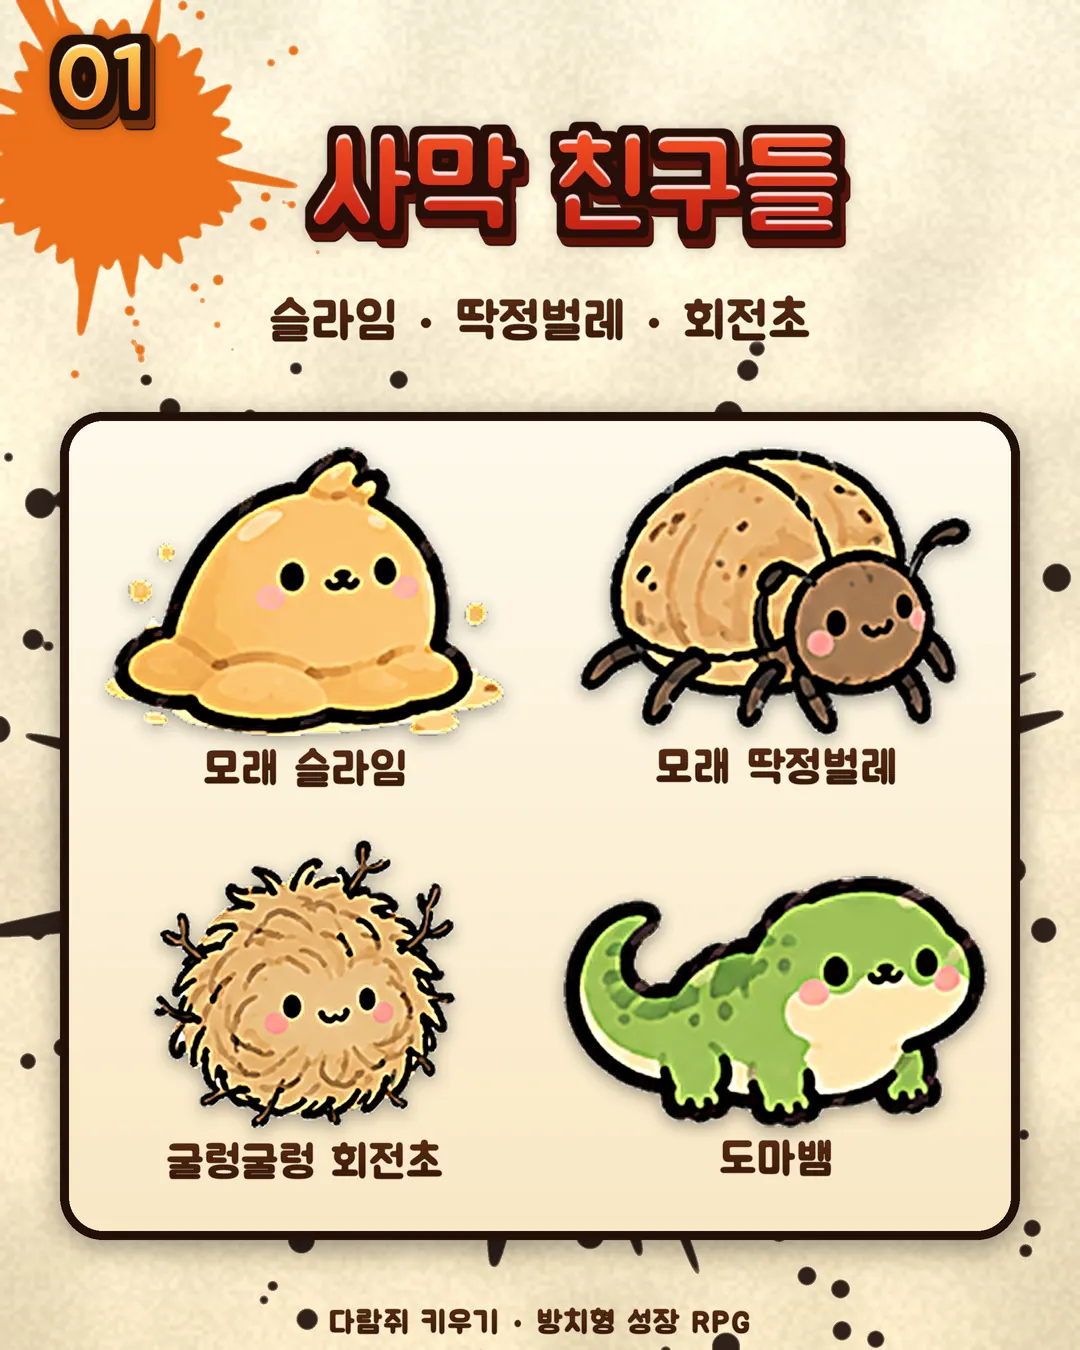 01
사막 친구들
슬라임 · 딱정벌레 · 회전초
모래 슬라임
모래 딱정벌레
굴렁굴렁 회전초
도마뱀
다람쥐 키우기 · 방치형 성장 RPG